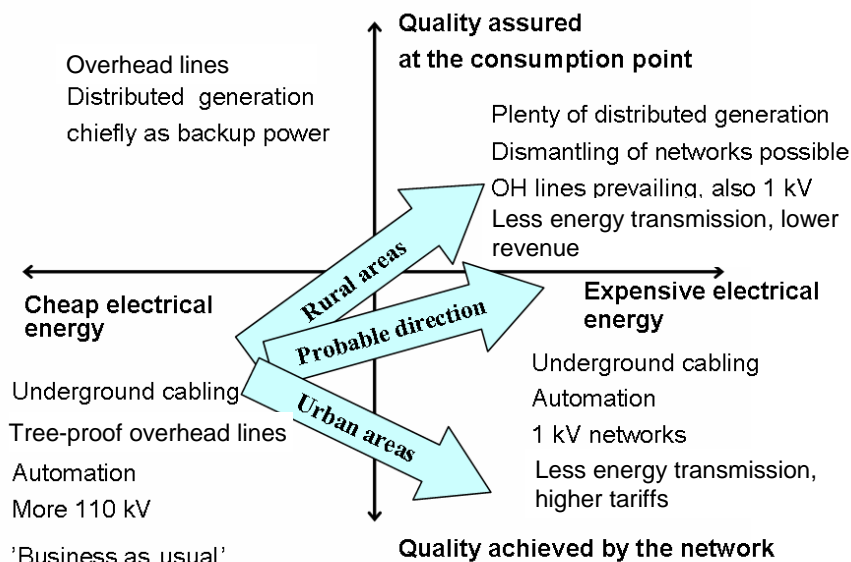 Quality assured
at the consumption point
Overhead lines
Distributed generation
chiefly as backup power
Plenty of distributed generation
Dismantling of networks possible
OH lines prevailing, also 1 kV
Less energy transmission, lower
revenue
Rural areas
Probable direction
Urban areas
Cheap electrical
energy
Expensive electrical
energy
Underground cabling
Tree-proof overhead lines
Automation
More 110 kV
’Business as usual’
Underground cabling
Automation
1 kV networks
Less energy transmission,
higher tariffs
Quality achieved by the network